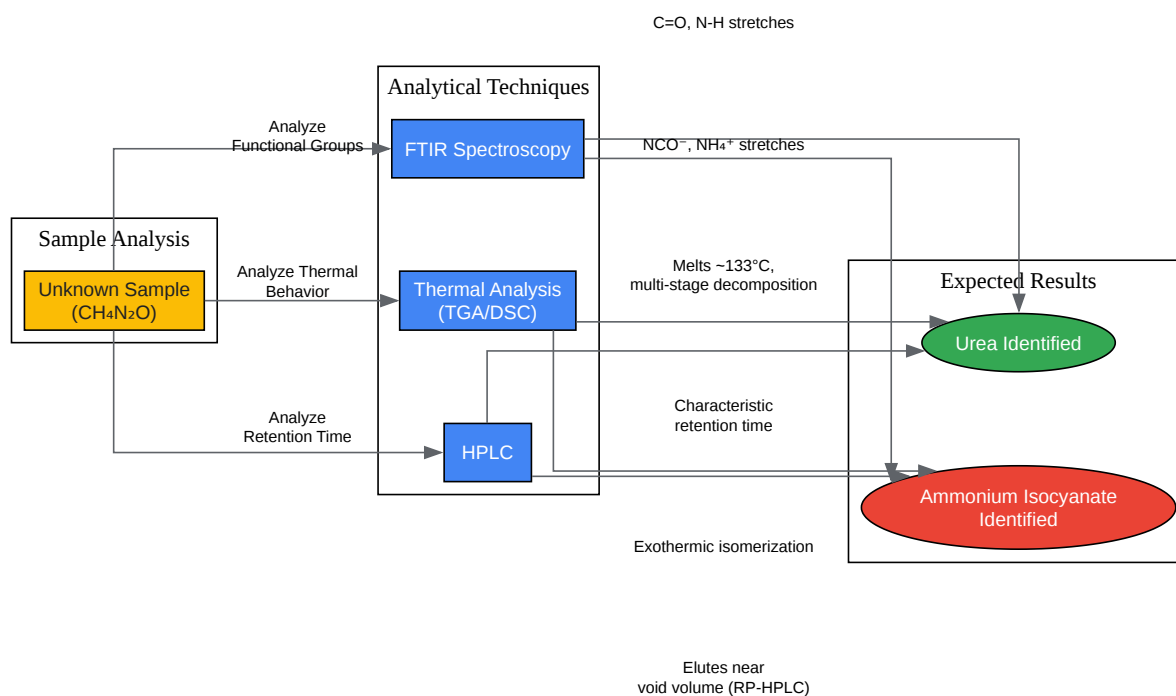 C=O, N-H stretches
Analytical Techniques
Analyze
Functional Groups
FTIR Spectroscopy
NCO⁻, NH₄⁺ stretches
Sample Analysis
Unknown Sample
(CH₄N₂O)
Analyze Thermal
Behavior
Thermal Analysis
(TGA/DSC)
Melts ~133°C,
multi-stage decomposition
Expected Results
Urea Identified
Analyze
Retention Time
HPLC
Characteristic
retention time
Ammonium Isocyanate
Identified
Exothermic isomerization
Elutes near
void volume (RP-HPLC)